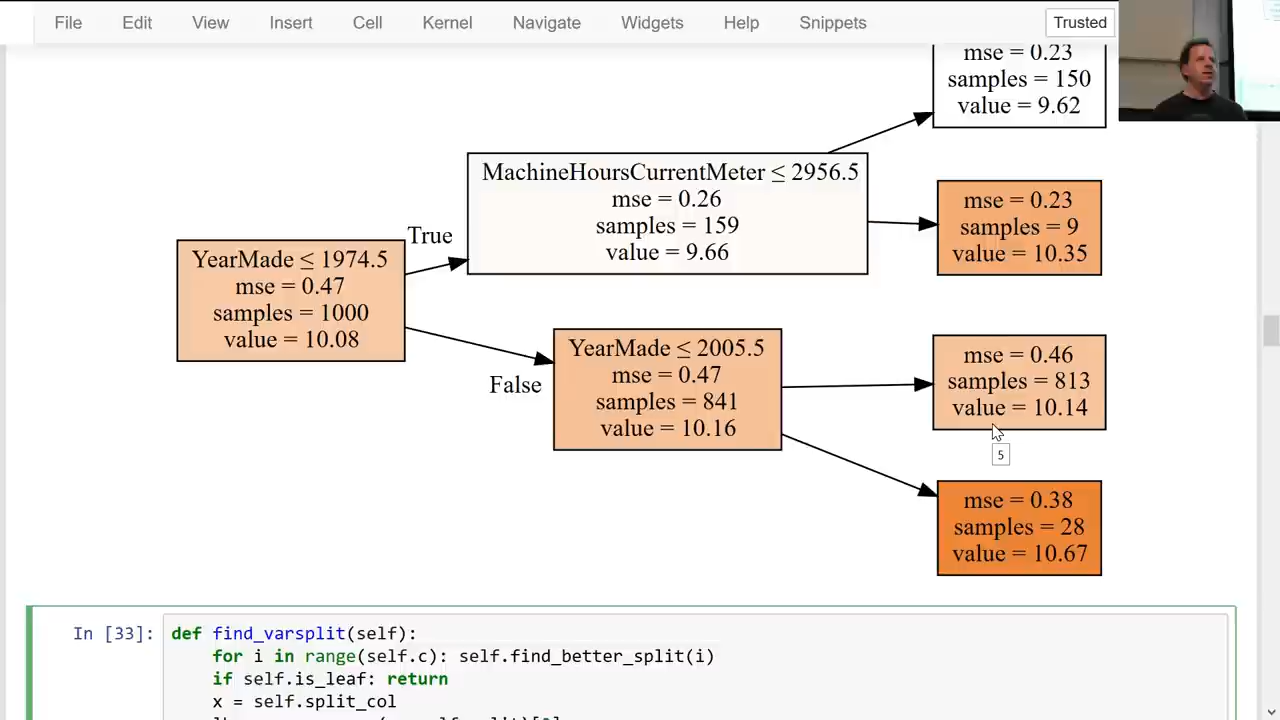 File Edit View Insert Cell Kernel Navigate Widgets Help Snippets Trusted
mse = 0.23
samples = 150
value = 9.62
MachineHoursCurrentMeter ≤ 2956.5
mse = 0.26
samples = 159
value = 9.66
mse = 0.23
samples = 9
value = 10.35
True
YearMade ≤ 1974.5
mse = 0.47
samples = 1000
value = 10.08
False
YearMade ≤ 2005.5
mse = 0.47
samples = 841
value = 10.16
mse = 0.46
samples = 813
value = 10.14
5
mse = 0.38
samples = 28
value = 10.67
In [33]: def find_varsplit(self):
for i in range(self.c): self.find_better_split(i)
if self.is_leaf: return
x = self.split_col